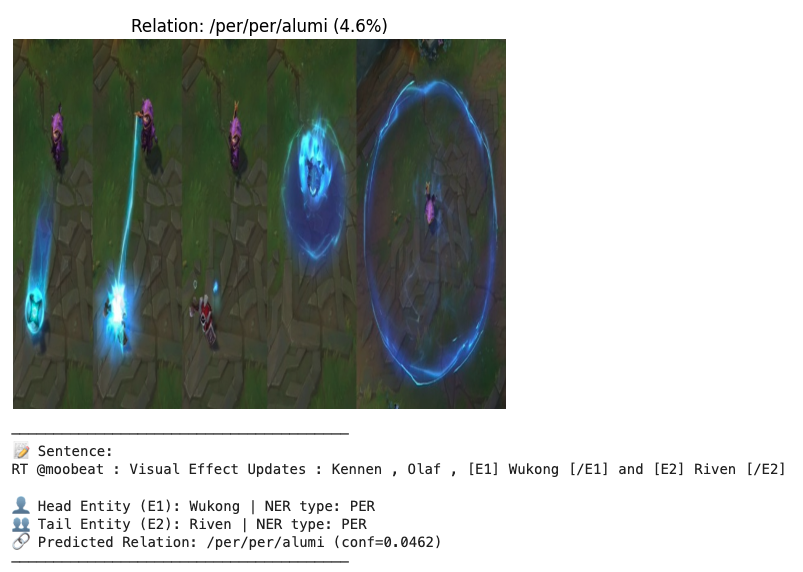 Relation: /per/per/alumi (4.6%)
📝 Sentence:
RT @moobeat : Visual Effect Updates : Kennen , Olaf , [E1] Wukong [/E1] and [E2] Riven [/E2]
👤 Head Entity (E1): Wukong | NER type: PER
👥 Tail Entity (E2): Riven | NER type: PER
🔗 Predicted Relation: /per/per/alumi (conf=0.0462)